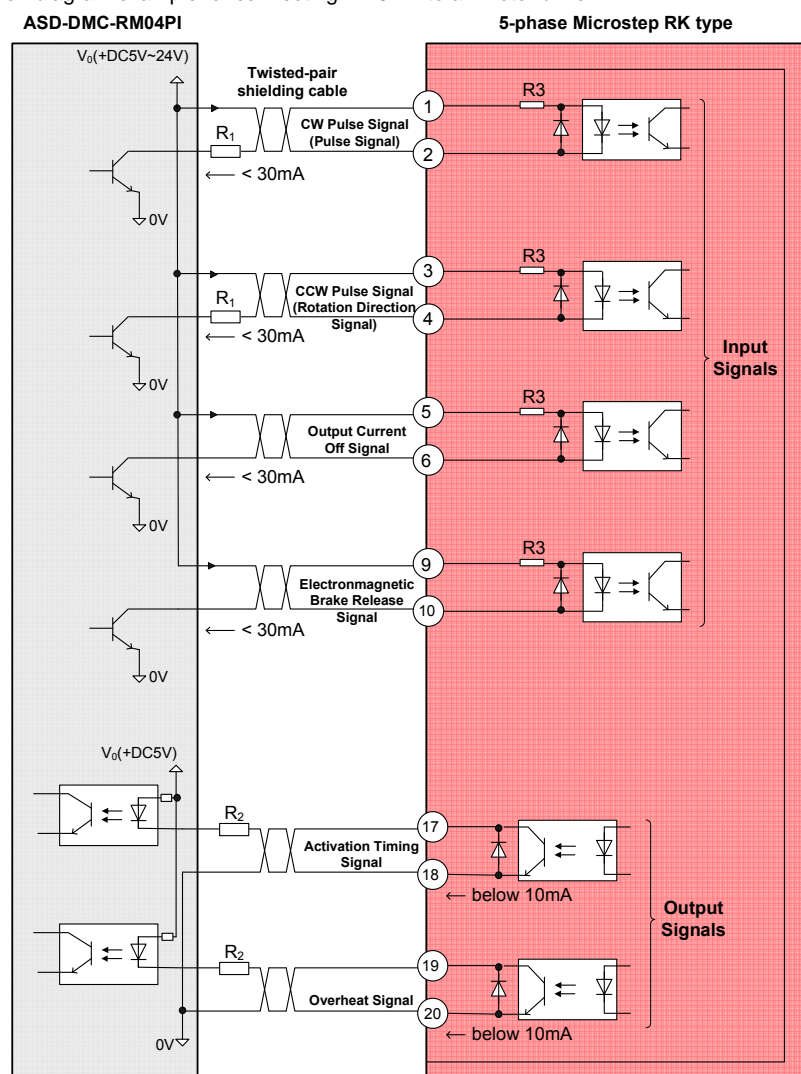 ASD-DMC-RM04PI
5-phase Microstep RK type
V0(+DC5V~24V)
Twisted-pair
shielding cable
R3
1
R1
CW Pulse Signal
(Pulse Signal)
2
← < 30mA
0V
R3
3
R1
CCW Pulse Signal
(Rotation Direction
Signal)
4
← < 30mA
0V
Input
Signals
R3
5
Output Current
Off Signal
6
← < 30mA
0V
R3
9
Electronmagnetic
Brake Release
Signal
10
← < 30mA
0V
V0(+DC5V)
R2
17
Activation Timing
Signal
18
← below 10mA
Output
Signals
R2
19
Overheat Signal
20
← below 10mA
0V